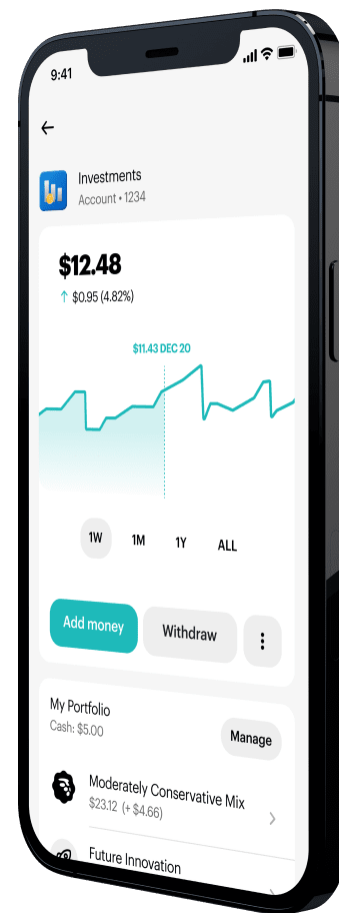 9:41
Investments
Account • 1234
$12.48
↑ $0.95 (4.82%)
$11.43 DEC 20
1W 1M 1Y ALL
Add money Withdraw
My Portfolio
Cash: $5.00
Manage
Moderately Conservative Mix
$23.12 (+ $4.66)
Future Innovation